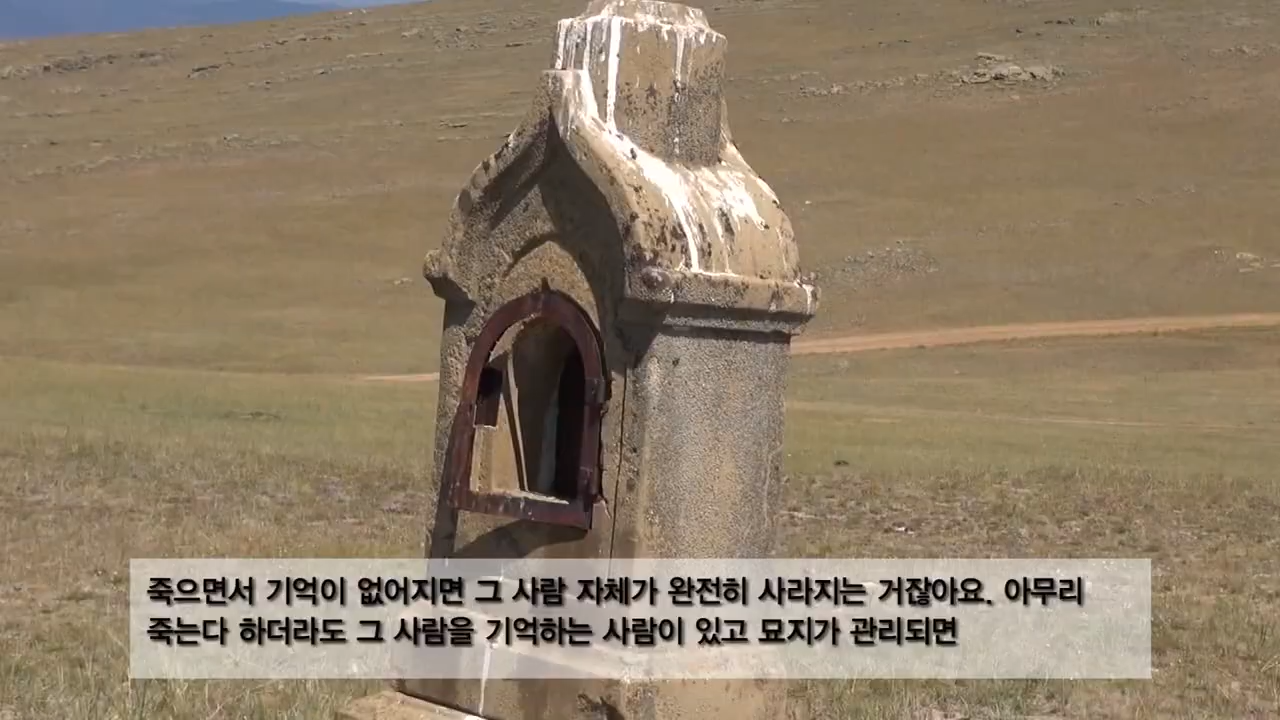 죽으면서 기억이 없어지면 그 사람 자체가 완전히 사라지는 거잖아요. 아무리
죽는다 하더라도 그 사람을 기억하는 사람이 있고 묘지가 관리되면